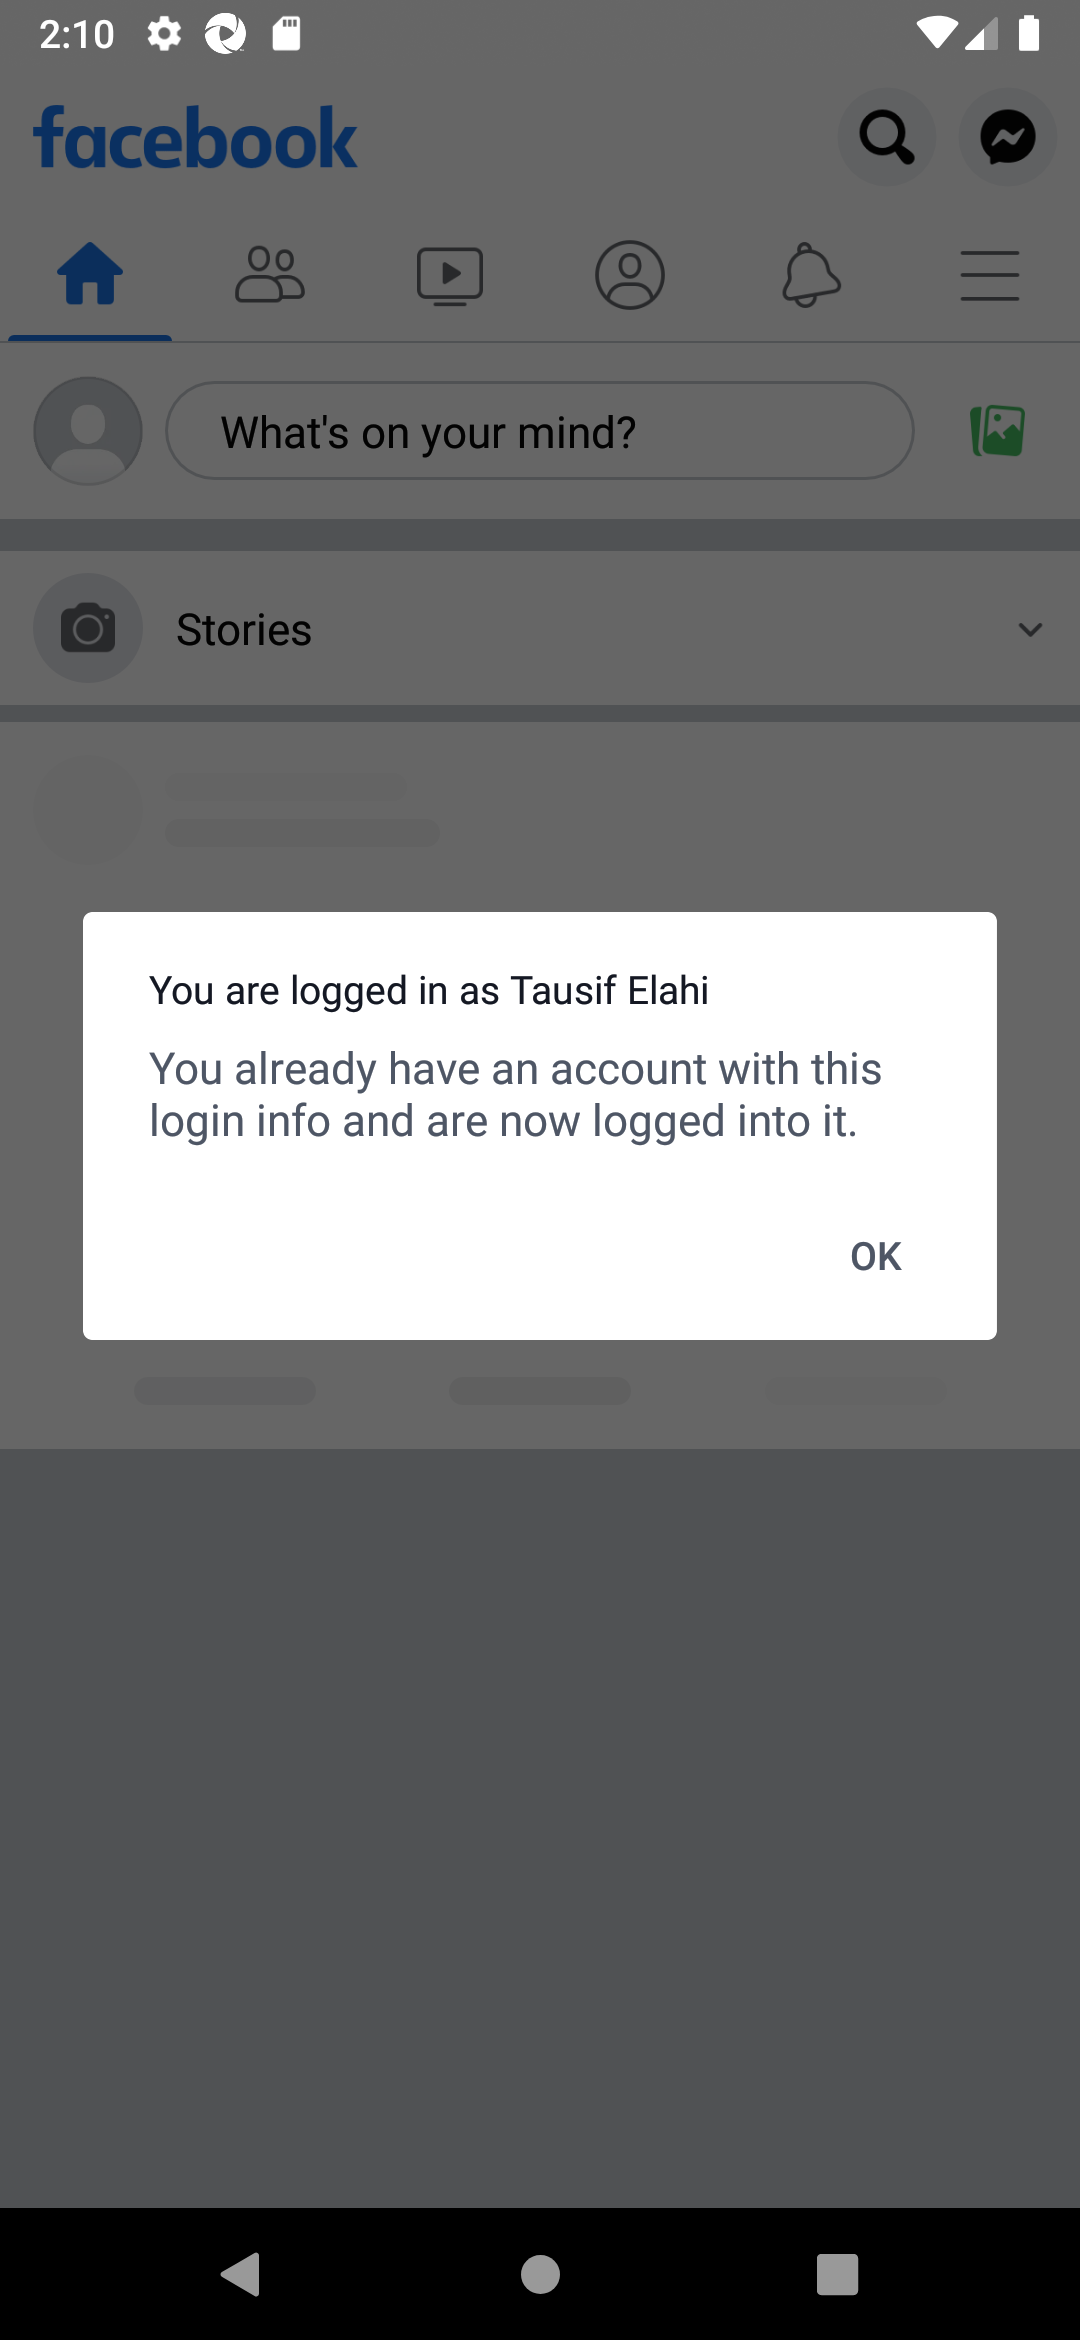 2:10
facebook
What's on your mind?
Stories
You are logged in as Tausif Elahi
You already have an account with this
login info and are now logged into it.
OK